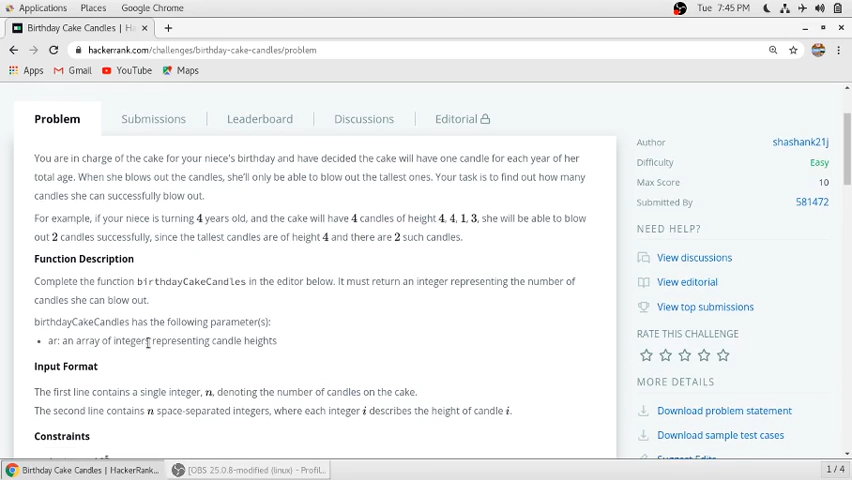 Applications Places Google Chrome Tue 7:45 PM
Birthday Cake Candles | Ha
hackerrank.com/challenges/birthday-cake-candles/problem
Apps Gmail YouTube Maps
Problem Submissions Leaderboard Discussions Editorial
You are in charge of the cake for your niece's birthday and have decided the cake will have one candle for each year of her
total age. When she blows out the candles, she'll only be able to blow out the tallest ones. Your task is to find out how many
candles she can successfully blow out.
For example, if your niece is turning 4 years old, and the cake will have 4 candles of height 4, 4, 1, 3, she will be able to blow
out 2 candles successfully, since the tallest candles are of height 4 and there are 2 such candles.
Function Description
Complete the function birthdayCakeCandles in the editor below. It must return an integer representing the number of
candles she can blow out.
birthdayCakeCandles has the following parameter(s):
• ar: an array of integers representing candle heights
Input Format
The first line contains a single integer, n, denoting the number of candles on the cake.
The second line contains n space-separated integers, where each integer i describes the height of candle i.
Constraints
Author shashank21j
Difficulty Easy
Max Score 10
Submitted By 581472
NEED HELP?
View discussions
View editorial
View top submissions
RATE THIS CHALLENGE
MORE DETAILS
Download problem statement
Download sample test cases
Suggest Edits
Birthday Cake Candles | HackerRank... [OBS 25.0.8-modified (linux) - Profil... 1 / 4